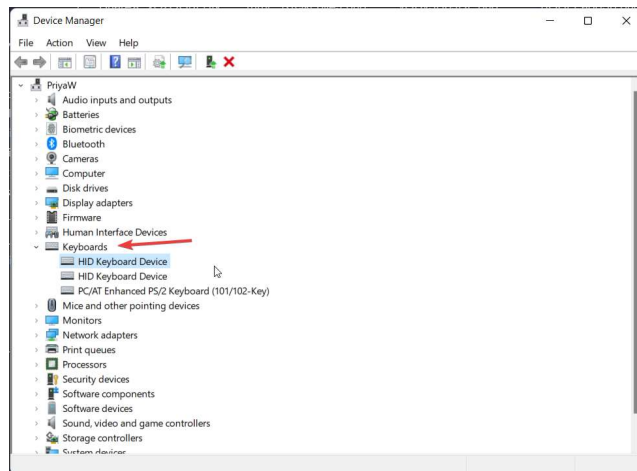 Device Manager
File Action View Help
PriyaW
Audio inputs and outputs
Batteries
Biometric devices
Bluetooth
Cameras
Computer
Disk drives
Display adapters
Firmware
Human Interface Devices
Keyboards
HID Keyboard Device
HID Keyboard Device
PC/AT Enhanced PS/2 Keyboard (101/102-Key)
Mice and other pointing devices
Monitors
Network adapters
Print queues
Processors
Security devices
Software components
Software devices
Sound, video and game controllers
Storage controllers
System devices